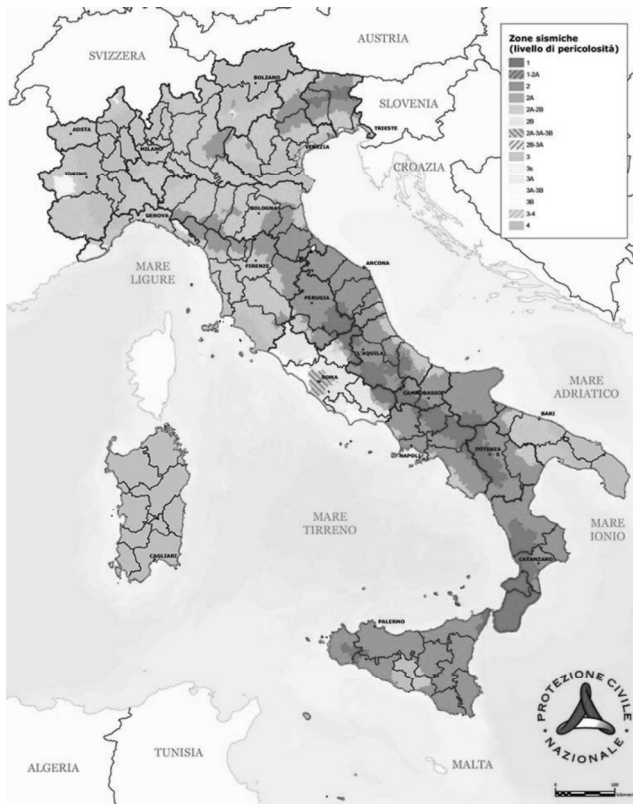 AUSTRIA
SVIZZERA
SLOVENIA
CROAZIA
Zone sismiche
(livello di pericolosità)
1
1-2A
2
2A
2A-2B
2B
2A-3A-3B
2B-3A
3
3s
3A
3A-3B
3B
3-4
4
BOLZANO
AOSTA
MILANO
TORINO
TRIESTE
VENEZIA
GENOVA
BOLOGNA
FIRENZE
ANCONA
PERUGIA
MARE
LIGURE
L'AQUILA
ROMA
CAMPOBASSO
MARE
ADRIATICO
BARI
NAPOLI
POTENZA
MARE
TIRRENO
MARE
IONIO
CAGLIARI
CATANZARO
PALERMO
PROTEZIONE CIVILE
NAZIONALE
ALGERIA
TUNISIA
MALTA